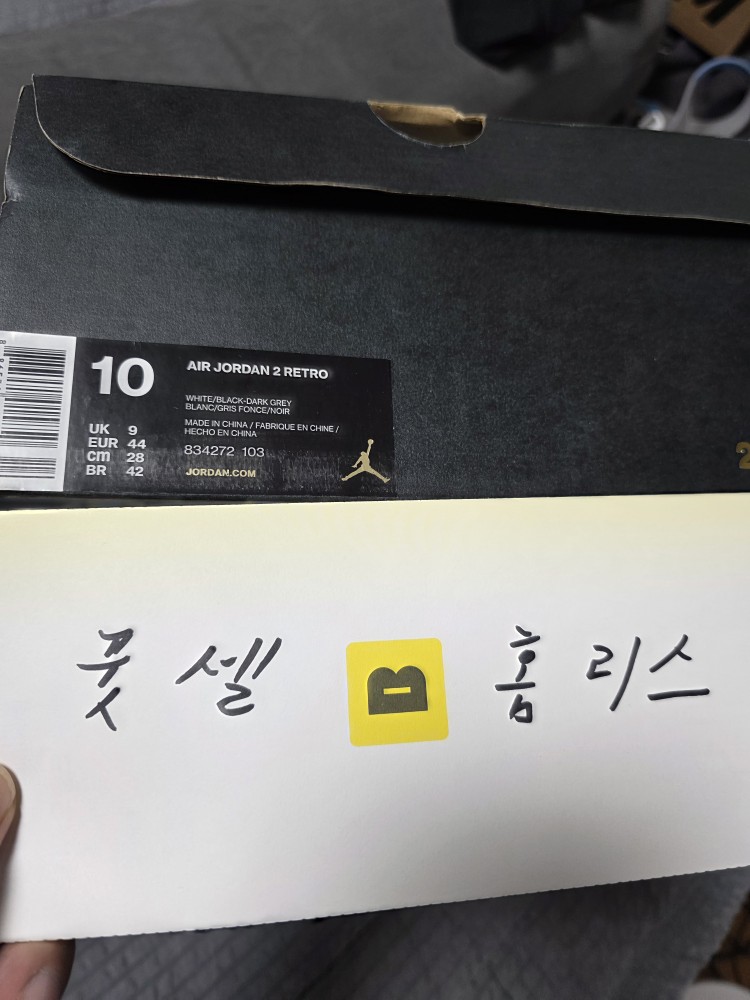 10 AIR JORDAN 2 RETRO
WHITE/BLACK-DARK GREY
BLANC/GRIS FONCE/NOIR
MADE IN CHINA / FABRIQUE EN CHINE /
HECHO EN CHINA
UK 9
EUR 44
cm 28
BR 42
834272 103
JORDAN.COM
2
풋셀 B 홈리스